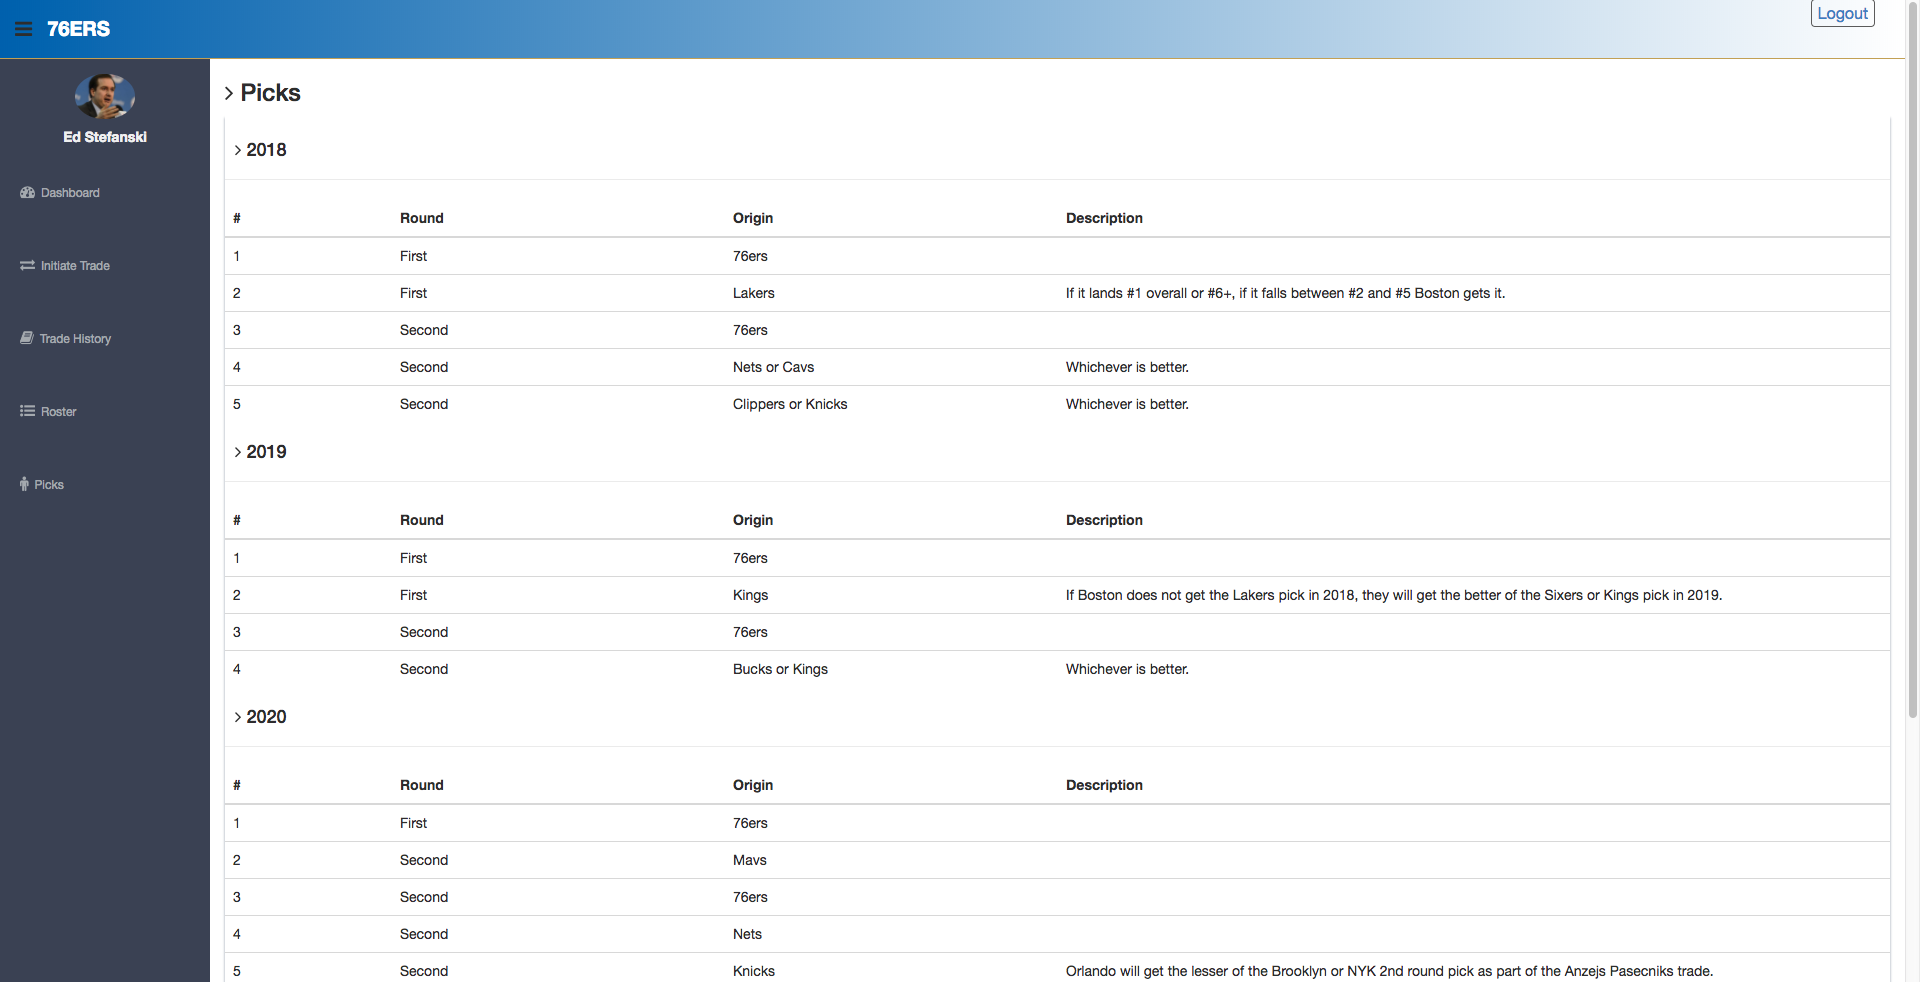 76ERS
Logout
Ed Stefanski
Dashboard
Initiate Trade
Trade History
Roster
Picks
Picks
2018
# Round Origin Description
1 First 76ers
2 First Lakers If it lands #1 overall or #6+, if it falls between #2 and #5 Boston gets it.
3 Second 76ers
4 Second Nets or Cavs Whichever is better.
5 Second Clippers or Knicks Whichever is better.
2019
# Round Origin Description
1 First 76ers
2 First Kings If Boston does not get the Lakers pick in 2018, they will get the better of the Sixers or Kings pick in 2019.
3 Second 76ers
4 Second Bucks or Kings Whichever is better.
2020
# Round Origin Description
1 First 76ers
2 Second Mavs
3 Second 76ers
4 Second Nets
5 Second Knicks Orlando will get the lesser of the Brooklyn or NYK 2nd round pick as part of the Anzejs Pasecniks trade.